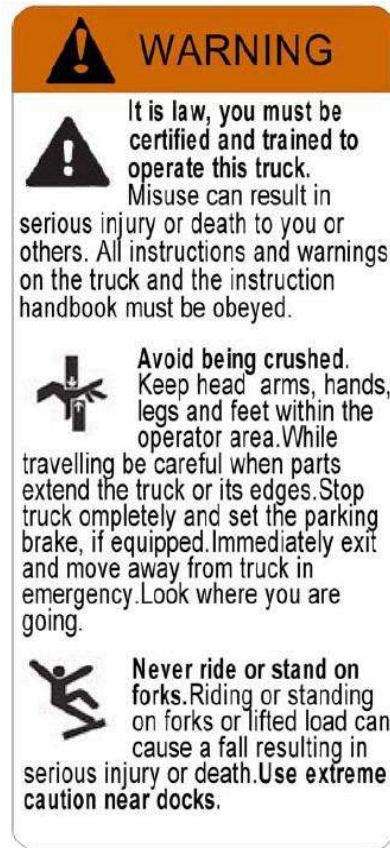 WARNING
It is law, you must be
certified and trained to
operate this truck.
Misuse can result in
serious injury or death to you or
others. All instructions and warnings
on the truck and the instruction
handbook must be obeyed.
Avoid being crushed.
Keep head arms, hands,
legs and feet within the
operator area.While
travelling be careful when parts
extend the truck or its edges.Stop
truck ompletely and set the parking
brake, if equipped.Immediately exit
and move away from truck in
emergency.Look where you are
going.
Never ride or stand on
forks.Riding or standing
on forks or lifted load can
cause a fall resulting in
serious injury or death.Use extreme
caution near docks.